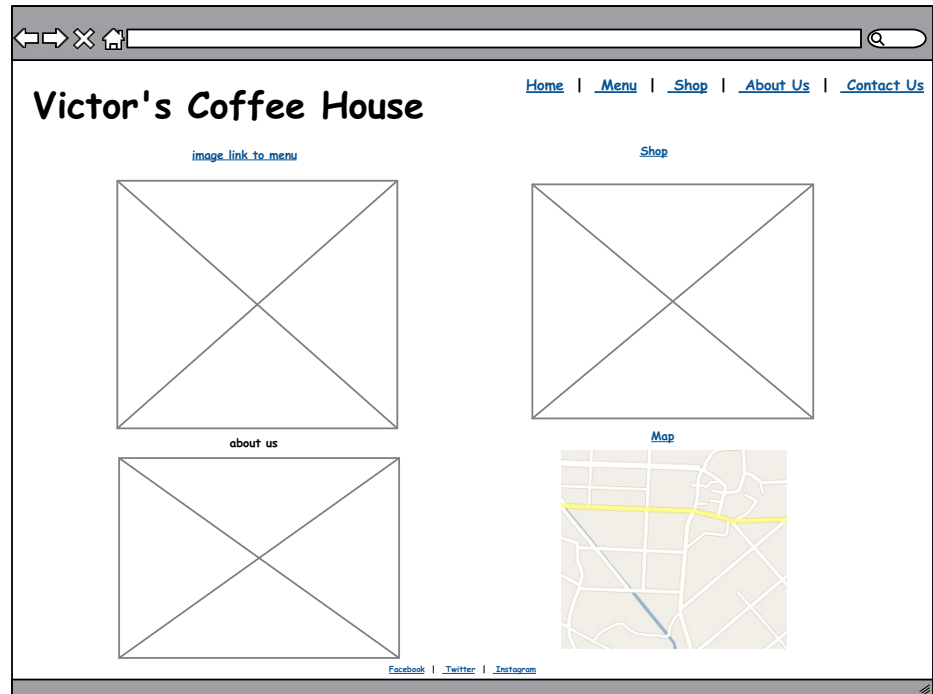 Home | Menu | Shop | About Us | Contact Us
Victor's Coffee House
image link to menu
Shop
about us
Map
Facebook | Twitter | Instagram